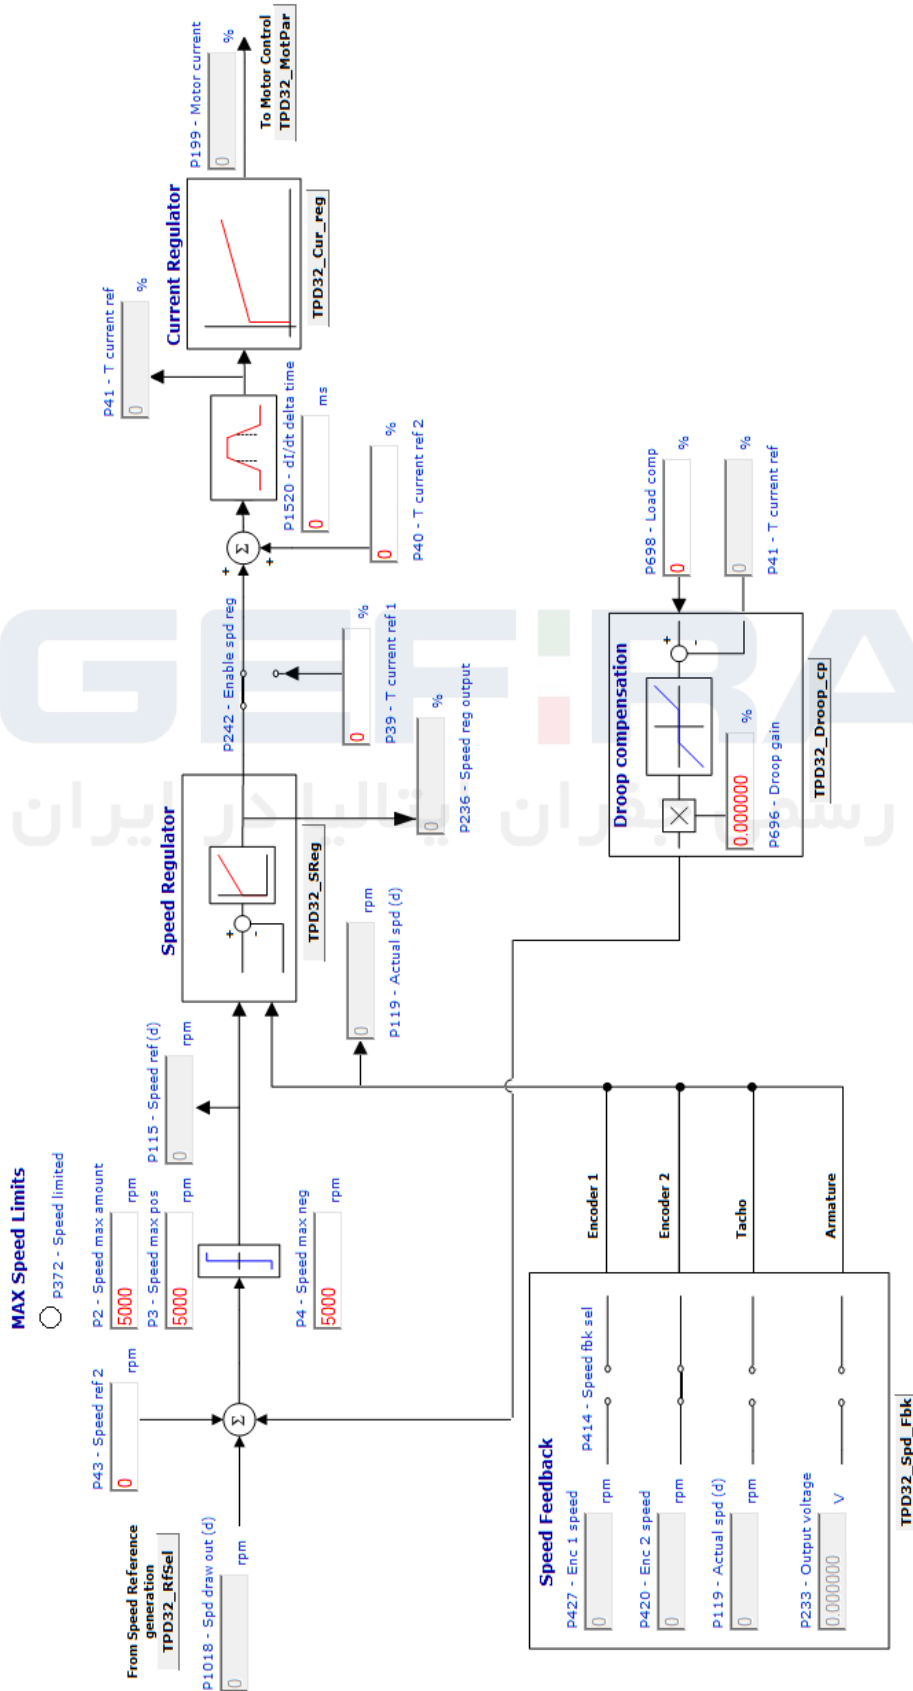 From Speed Reference
generation
TPD32_RfSel
P1018 - Spd draw out (d)
0
rpm
P43 - Speed ref 2
0
rpm
Σ
MAX Speed Limits
P372 - Speed limited
P2 - Speed max amount
5000
rpm
P3 - Speed max pos
5000
rpm
P4 - Speed max neg
5000
rpm
P115 - Speed ref (d)
0
rpm
Speed Regulator
+
-
TPD32_SReg
P119 - Actual spd (d)
0
rpm
P236 - Speed reg output
0
%
P242 - Enable spd reg
P39 - T current ref 1
0
%
+
Σ
+
P40 - T current ref 2
0
%
P1520 - dI/dt delta time
0
ms
P41 - T current ref
0
%
Current Regulator
TPD32_Cur_reg
P199 - Motor current
0
%
To Motor Control
TPD32_MotPar
Speed Feedback
P427 - Enc 1 speed
0
rpm
P414 - Speed fbk sel
P420 - Enc 2 speed
0
rpm
P119 - Actual spd (d)
0
rpm
P233 - Output voltage
0.000000
V
TPD32_Spd_Fbk
Encoder 1
Encoder 2
Tacho
Armature
Droop compensation
P696 - Droop gain
0.000000
%
+
-
TPD32_Droop_cp
P698 - Load comp
0
%
P41 - T current ref
0
%
GEFRAN
رسمی جفران ایتالیا در ایران